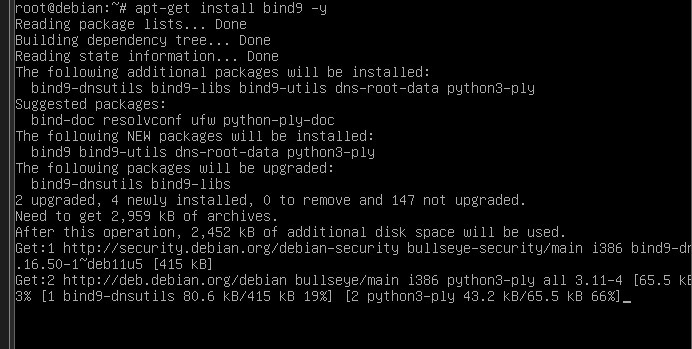 root@debian:~# apt-get install bind9 -y
Reading package lists... Done
Building dependency tree... Done
Reading state information... Done
The following additional packages will be installed:
  bind9-dnsutils bind9-libs bind9-utils dns-root-data python3-ply
Suggested packages:
  bind-doc resolvconf ufw python-ply-doc
The following NEW packages will be installed:
  bind9 bind9-utils dns-root-data python3-ply
The following packages will be upgraded:
  bind9-dnsutils bind9-libs
2 upgraded, 4 newly installed, 0 to remove and 147 not upgraded.
Need to get 2,959 kB of archives.
After this operation, 2,452 kB of additional disk space will be used.
Get:1 http://security.debian.org/debian-security bullseye-security/main i386 bind9-dn
.16.50-1~deb11u5 [415 kB]
Get:2 http://deb.debian.org/debian bullseye/main i386 python3-ply all 3.11-4 [65.5 kB
3% [1 bind9-dnsutils 80.6 kB/415 kB 19%] [2 python3-ply 43.2 kB/65.5 kB 66%]_